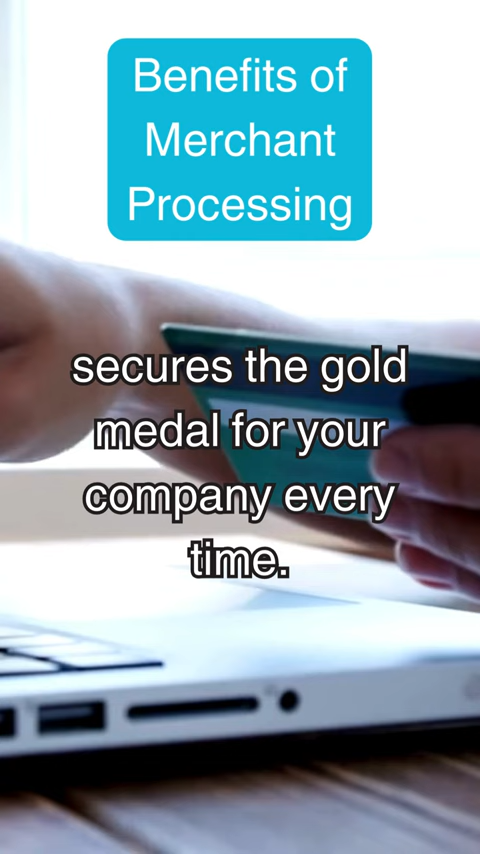 Benefits of
Merchant
Processing
secures the gold
medal for your
company every
time.